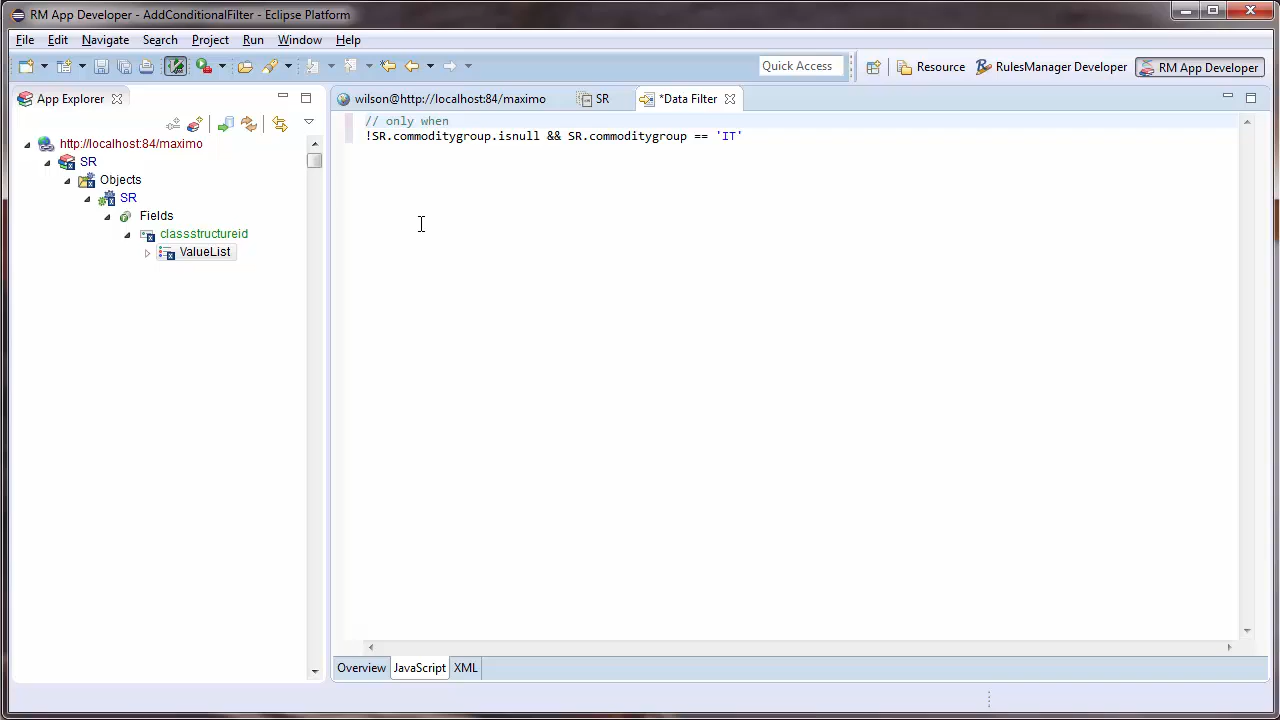 RM App Developer - AddConditionalFilter - Eclipse Platform
File Edit Navigate Search Project Run Window Help
Quick Access
Resource
RulesManager Developer
RM App Developer
App Explorer
http://localhost:84/maximo
SR
Objects
SR
Fields
classstructureid
ValueList
wilson@http://localhost:84/maximo
SR
*Data Filter
// only when
!SR.commoditygroup.isnull && SR.commoditygroup == 'IT'
Overview JavaScript XML